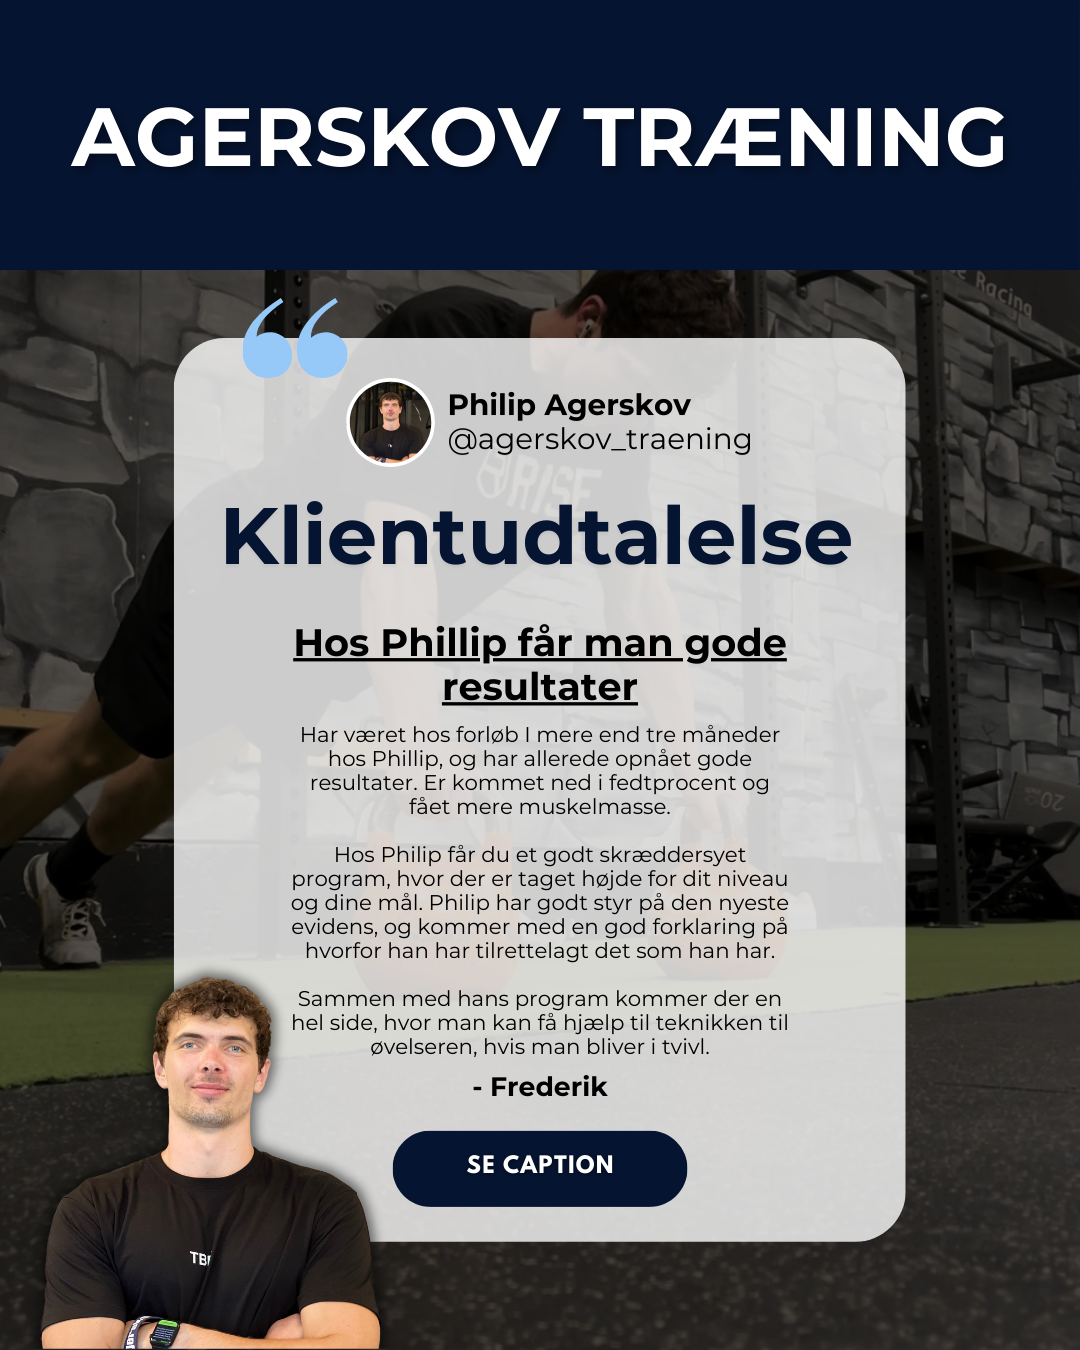 AGERSKOV TRÆNING
Racing
Philip Agerskov
@agerskov_traening
RISE
Klientudtalelse
Hos Phillip får man gode
resultater
Har været hos forløb I mere end tre måneder
hos Phillip, og har allerede opnået gode
resultater. Er kommet ned i fedtprocent og
fået mere muskelmasse.
Hos Philip får du et godt skræddersyet
program, hvor der er taget højde for dit niveau
og dine mål. Philip har godt styr på den nyeste
evidens, og kommer med en god forklaring på
hvorfor han har tilrettelagt det som han har.
Sammen med hans program kommer der en
hel side, hvor man kan få hjælp til teknikken til
øvelseren, hvis man bliver i tvivl.
- Frederik
SE CAPTION
20